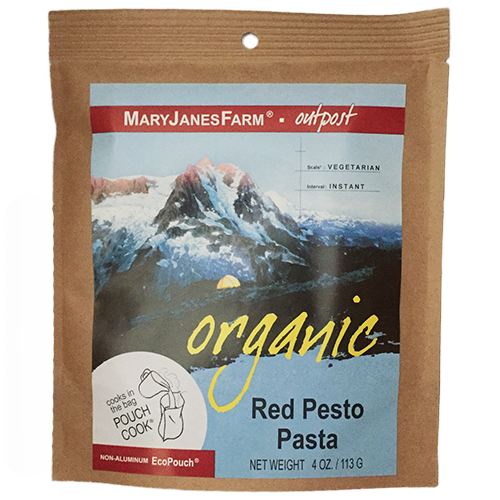 MARYJANESFARM® • outpost
Scale¹: VEGETARIAN
Interval: INSTANT
organic
cooks in
the bag
POUCH
COOK®
Red Pesto
Pasta
NON-ALUMINUM EcoPouch®
NET WEIGHT 4 OZ. / 113 G